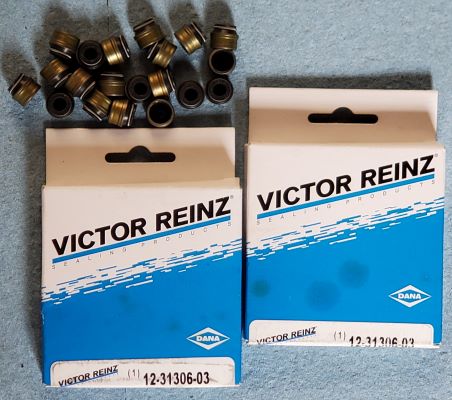 VICTOR REINZ
SEALING PRODUCTS
DANA
VICTOR REINZ (1) 12-31306-03
VICTOR REINZ
SEALING PRODUCTS
DANA
VICTOR REINZ (1) 12-31306-03